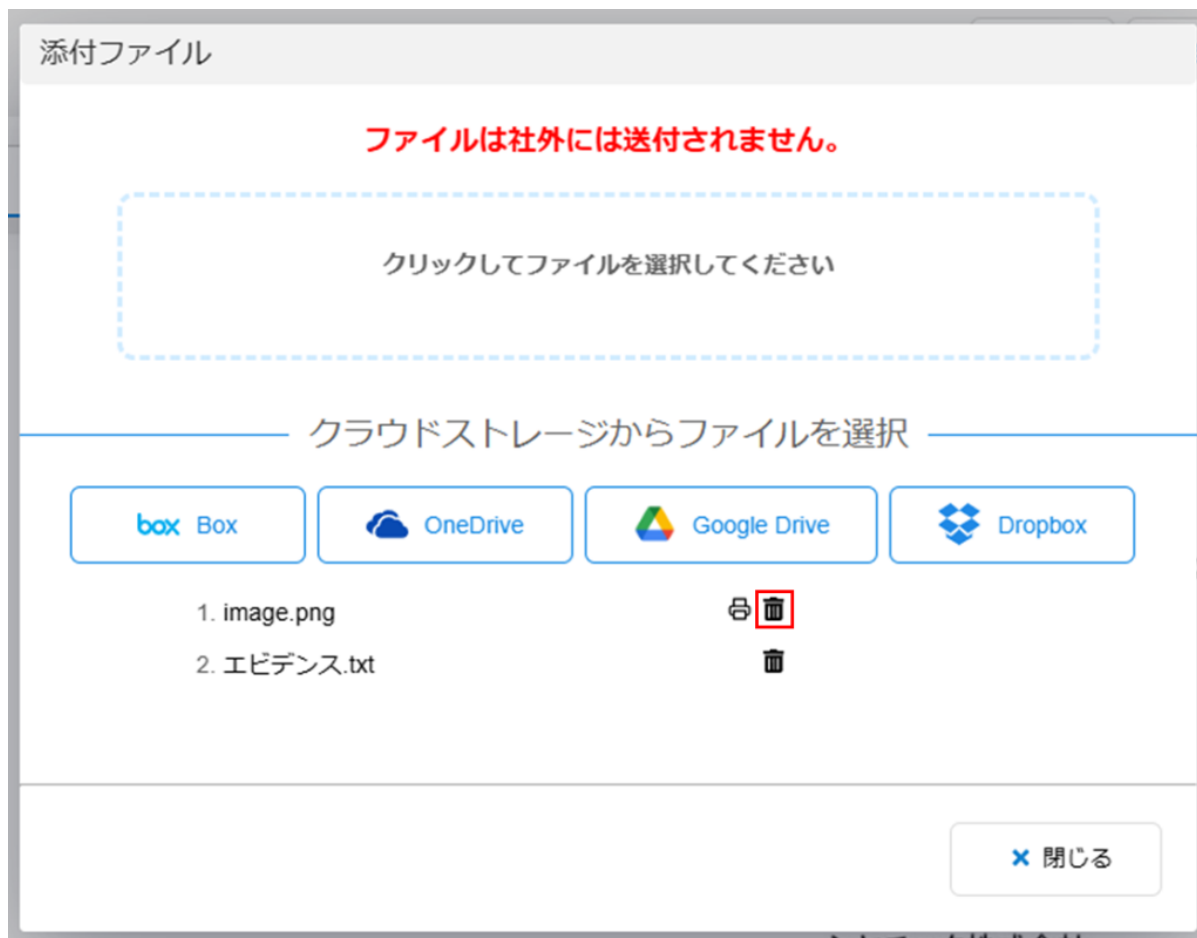 添付ファイル
ファイルは社外には送付されません。
クリックしてファイルを選択してください
クラウドストレージからファイルを選択
box Box
OneDrive
Google Drive
Dropbox
1. image.png
2. エビデンス.txt
閉じる